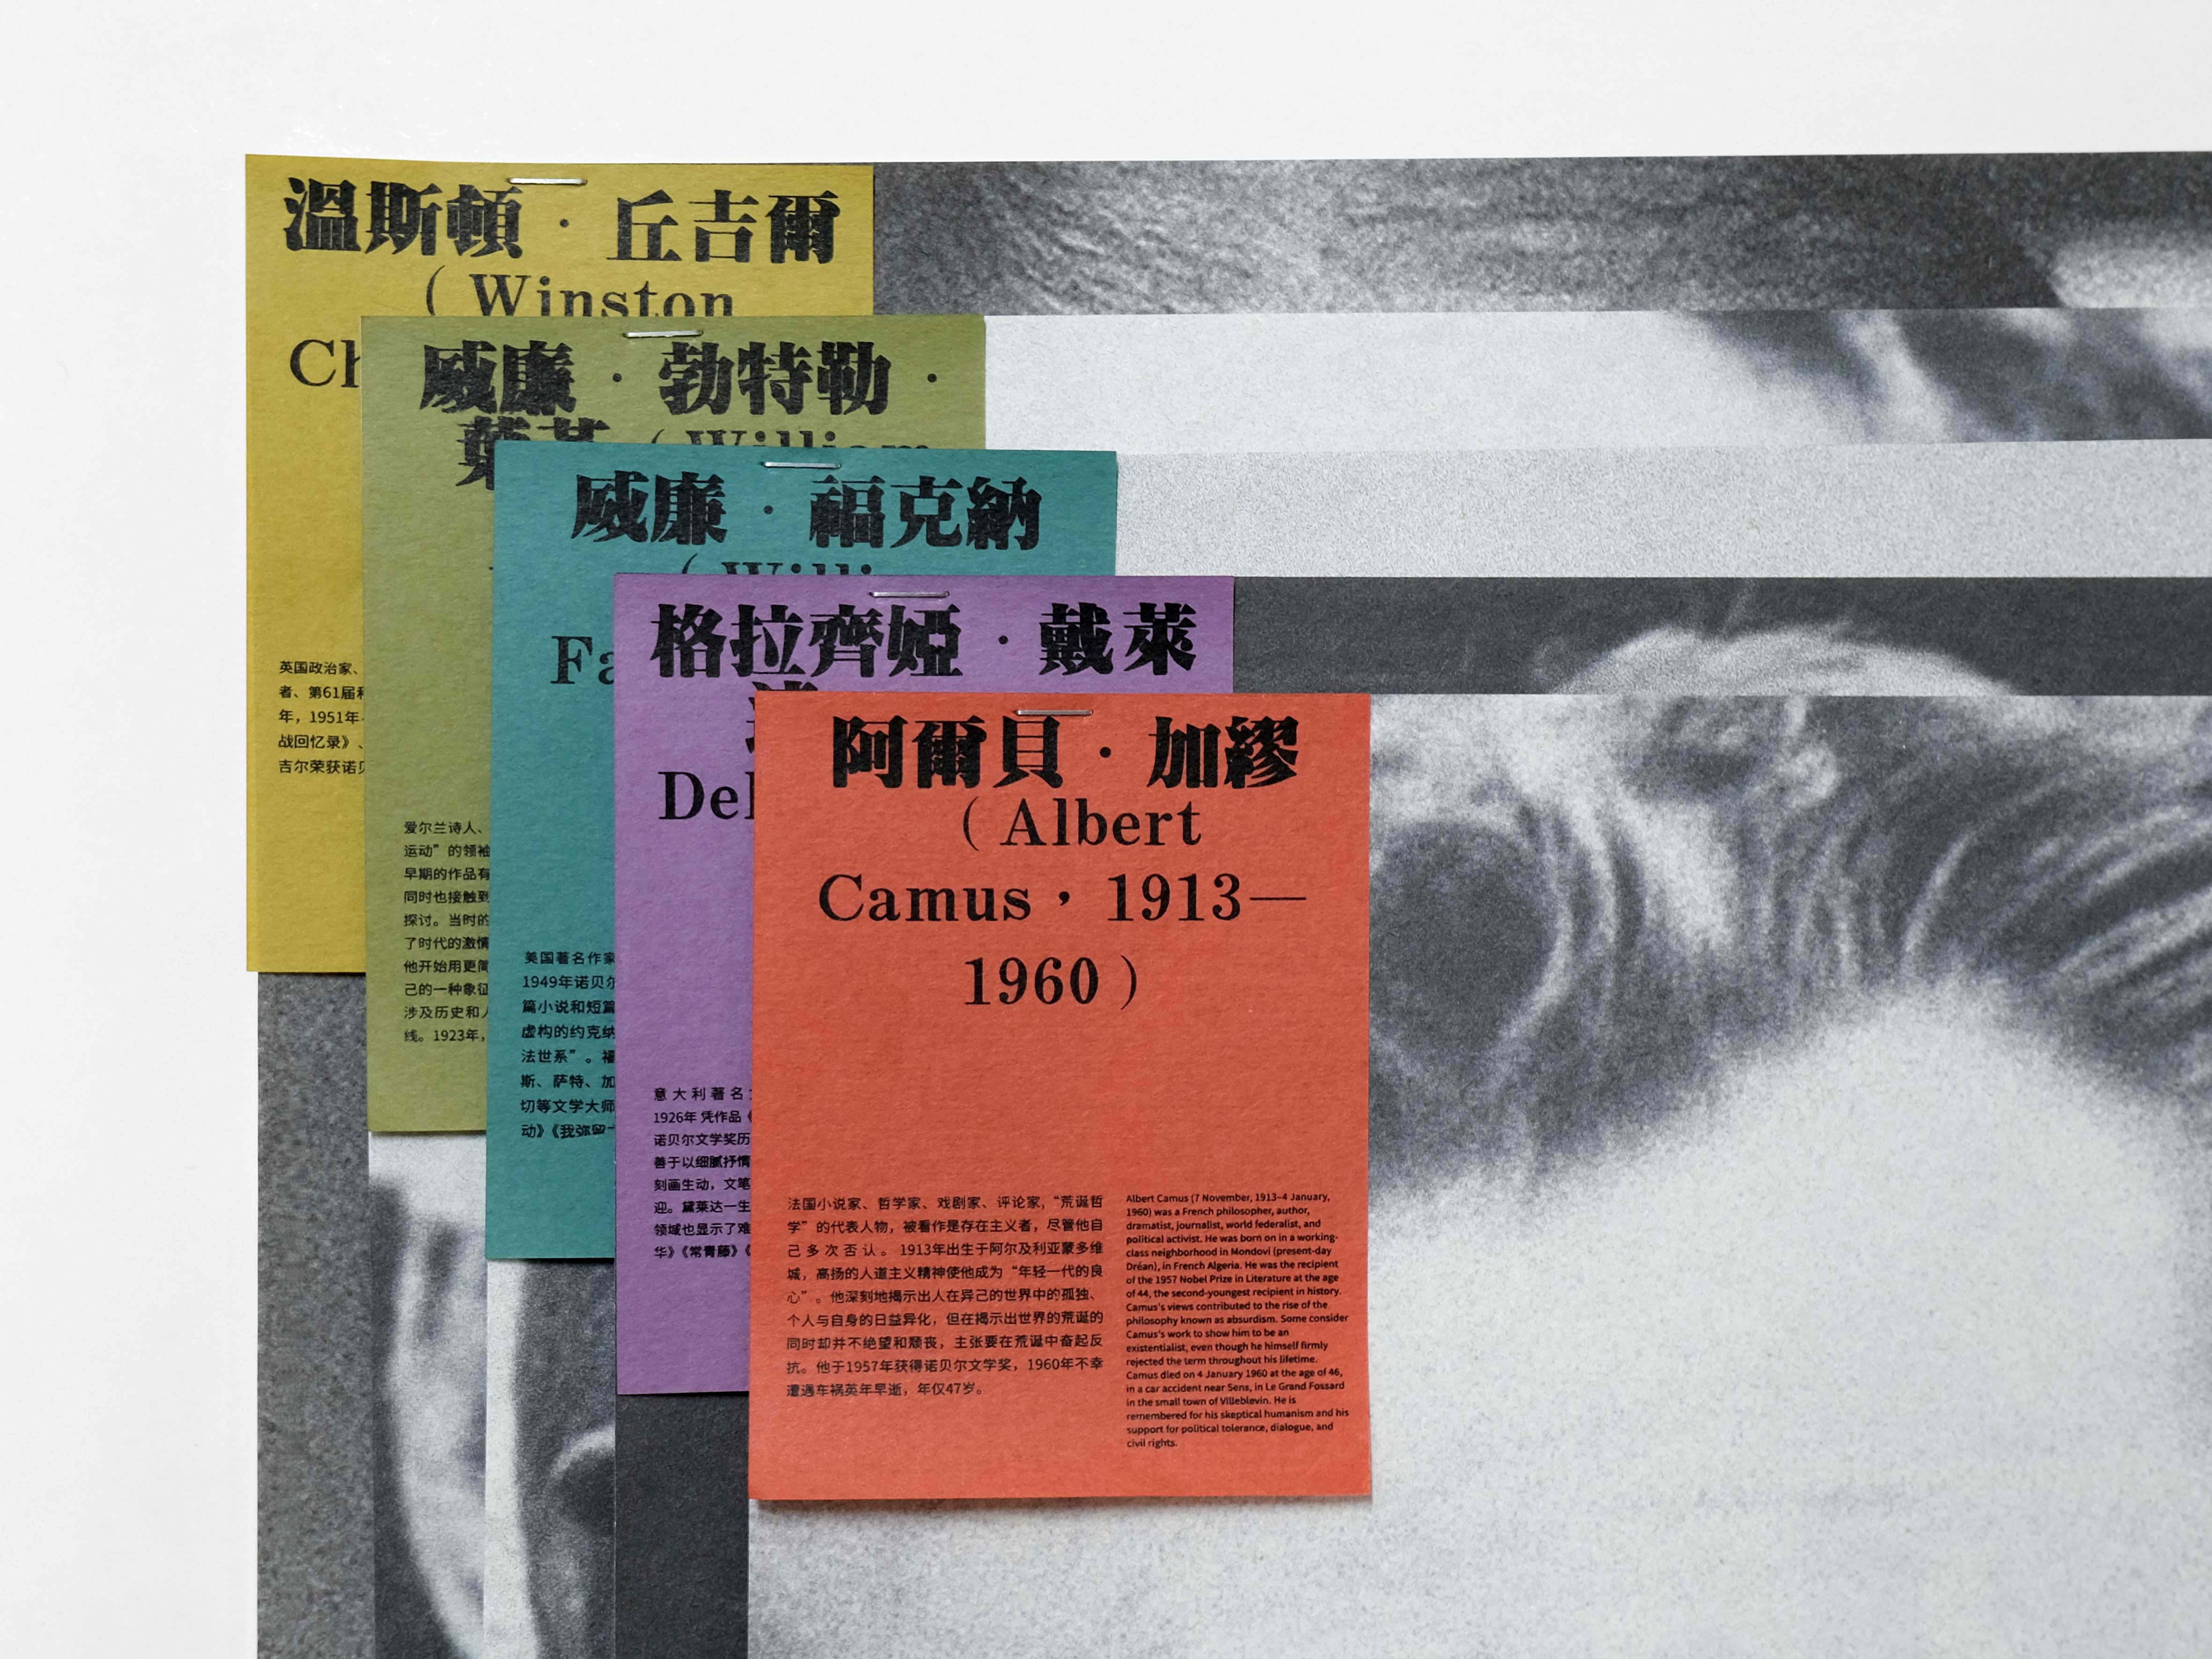 溫斯頓·丘吉爾
(Winston
英国政治家、
者、第61届
年，1951年
战回忆录》、
吉尔荣获诺贝
威廉·勃特勒·
葉芝(William
爱尔兰诗人、
运动”的领袖
早期的作品有
同时也接触到
探讨。当时的
了时代的激情
他开始用更简
己的一种象征
涉及历史和人
线。1923年，
威廉·福克納
美国著名作家
1949年诺贝尔
篇小说和短篇
虚构的约克纳
法世系”。福
斯、萨特、加
切等文学大师
动》《我弥留
格拉齊婭·戴萊
意大利著名
1926年 凭作品《
诺贝尔文学奖历
善于以细腻抒情
刻画生动，文笔
迎。黛莱达一生
领域也显示了难
华》《常青藤》《
阿爾貝·加繆
(Albert
Camus，1913—
1960)
法国小说家、哲学家、戏剧家、评论家，“荒诞哲
学”的代表人物，被看作是存在主义者，尽管他自
己多次否认。1913年出生于阿尔及利亚蒙多维
城，高扬的人道主义精神使他成为“年轻一代的良
心”。他深刻地揭示出人在异己的世界中的孤独、
个人与自身的日益异化，但在揭示出世界的荒诞的
同时却并不绝望和颓丧，主张要在荒诞中奋起反
抗。他于1957年获得诺贝尔文学奖，1960年不幸
遭遇车祸英年早逝，年仅47岁。
Albert Camus (7 November, 1913–4 January,
1960) was a French philosopher, author,
dramatist, journalist, world federalist, and
political activist. He was born on in a working-
class neighborhood in Mondovi (present-day
Dréan), in French Algeria. He was the recipient
of the 1957 Nobel Prize in Literature at the age
of 44, the second-youngest recipient in history.
Camus's views contributed to the rise of the
philosophy known as absurdism. Some consider
Camus's work to show him to be an
existentialist, even though he himself firmly
rejected the term throughout his lifetime.
Camus died on 4 January 1960 at the age of 46,
in a car accident near Sens, in Le Grand Fossard
in the small town of Villeblevin. He is
remembered for his skeptical humanism and his
support for political tolerance, dialogue, and
civil rights.